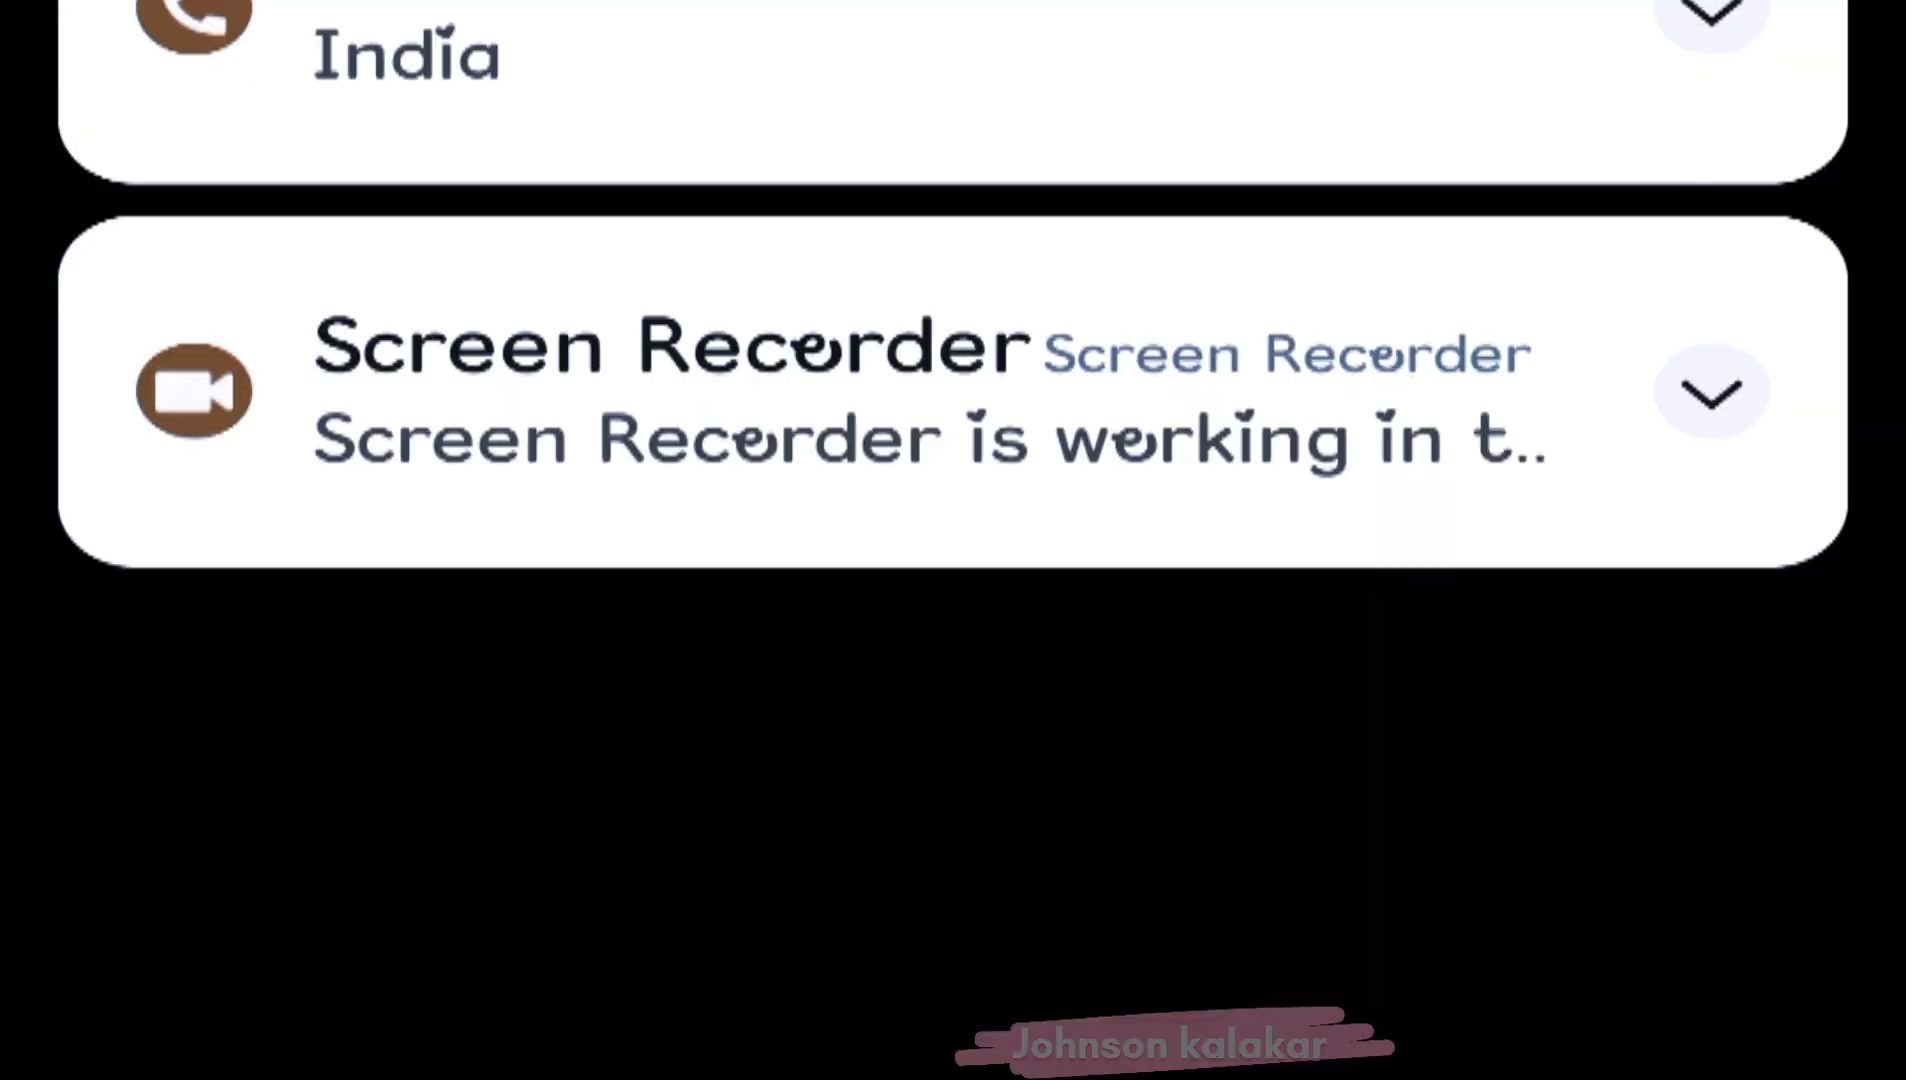 India
Screen Recorder Screen Recorder
Screen Recorder is working in t..
Johnson kalakar